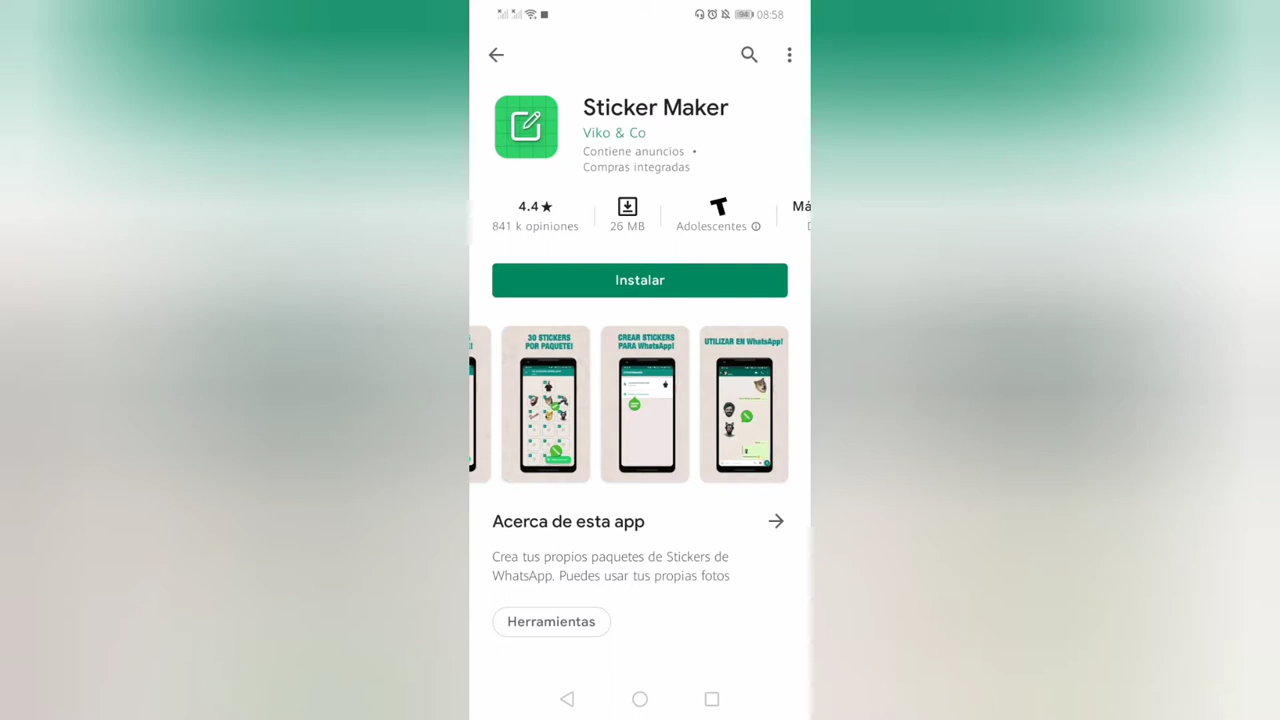 94 08:58
Sticker Maker
Viko & Co
Contiene anuncios •
Compras integradas
4.4★
841 k opiniones
26 MB
Adolescentes
Má
Instalar
30 STICKERS
POR PAQUETE!
CREAR STICKERS
PARA WhatsApp!
UTILIZAR EN WhatsApp!
Acerca de esta app
Crea tus propios paquetes de Stickers de
WhatsApp. Puedes usar tus propias fotos
Herramientas